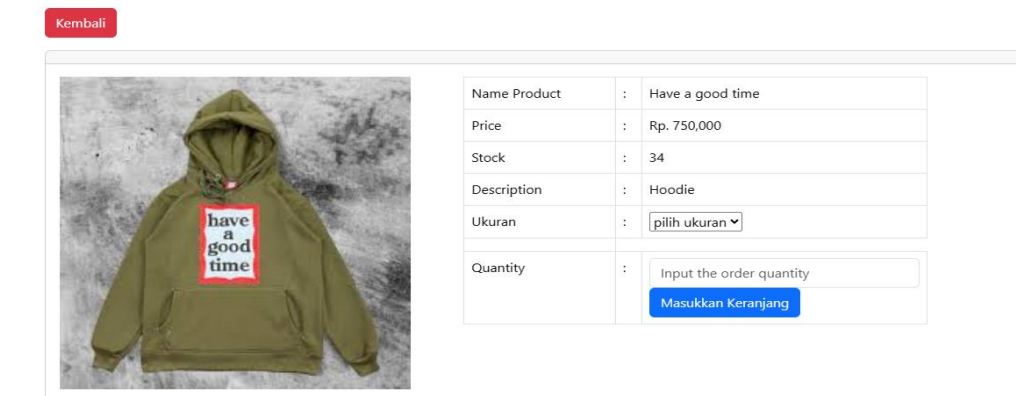 Kembali
have
a
good
time
Name Product : Have a good time
Price : Rp. 750,000
Stock : 34
Description : Hoodie
Ukuran : pilih ukuran
Quantity : Input the order quantity
Masukkan Keranjang